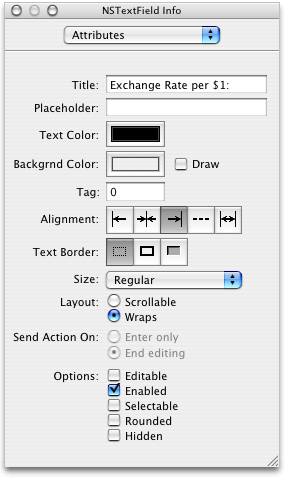 NSTextField Info
Attributes
Title: Exchange Rate per $1:
Placeholder:
Text Color:
Backgrnd Color: Draw
Tag: 0
Alignment:
Text Border:
Size: Regular
Layout: Scrollable
Wraps
Send Action On: Enter only
End editing
Options: Editable
Enabled
Selectable
Rounded
Hidden